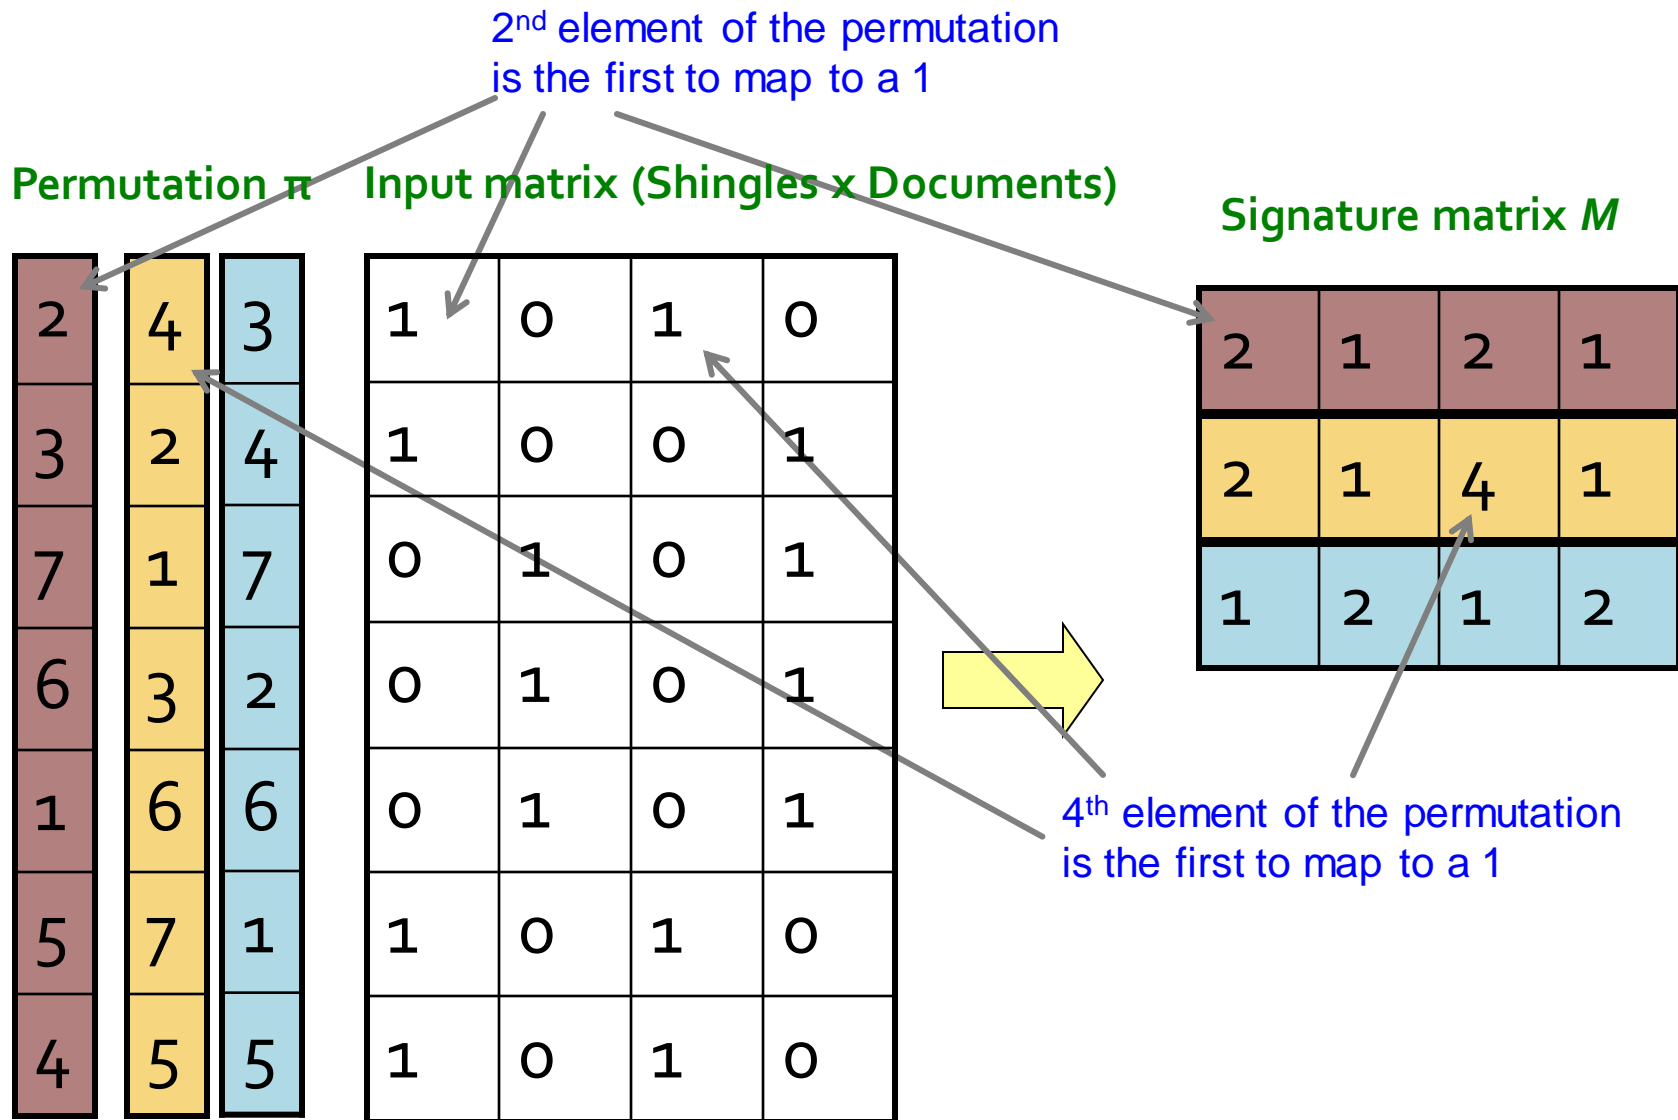 2nd element of the permutation
is the first to map to a 1
Permutation π Input matrix (Shingles x Documents)
Signature matrix M
2 4 3 1 0 1 0
3 2 4 1 0 0 1
7 1 7 0 1 0 1
6 3 2 0 1 0 1
1 6 6 0 1 0 1
5 7 1 1 0 1 0
4 5 5 1 0 1 0
2 1 2 1
2 1 4 1
1 2 1 2
4th element of the permutation
is the first to map to a 1